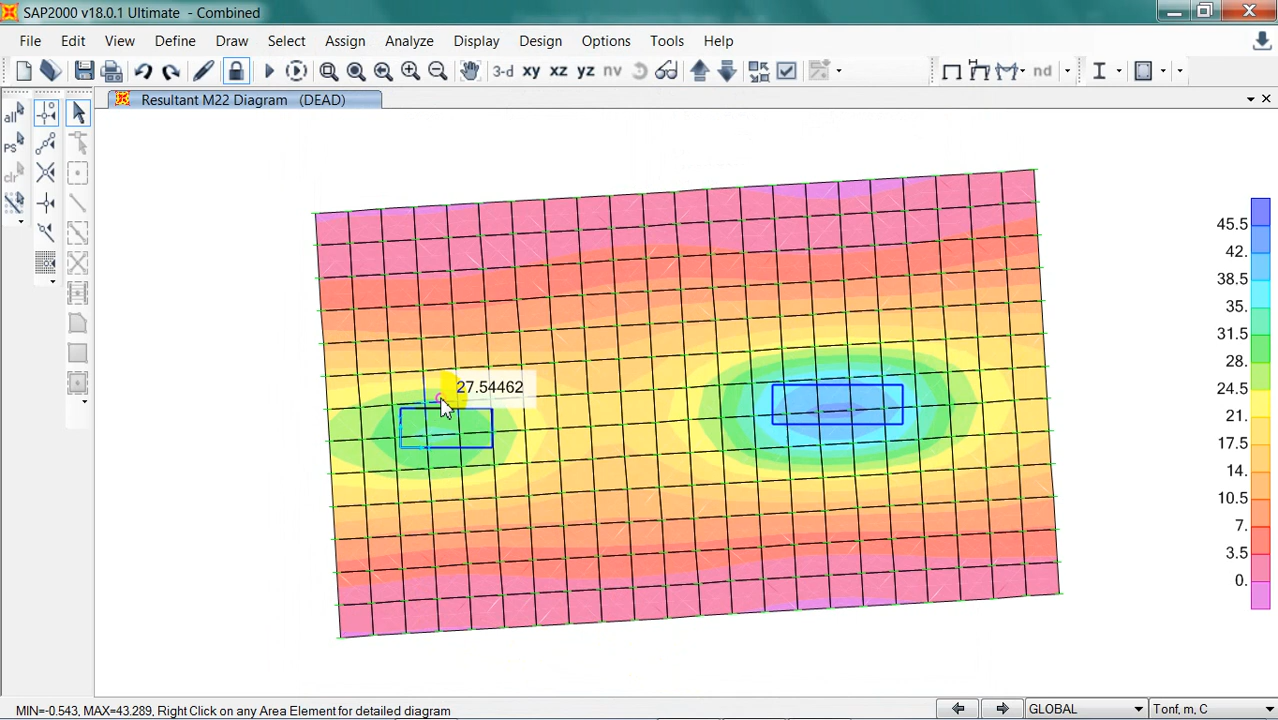 SAP2000 v18.0.1 Ultimate - Combined
File Edit View Define Draw Select Assign Analyze Display Design Options Tools Help
3-d xy xz yz nv nd
all
PS
clr
Resultant M22 Diagram (DEAD)
27.54462
45.5
42.
38.5
35.
31.5
28.
24.5
21.
17.5
14.
10.5
7.
3.5
0.
MIN=-0.543, MAX=43.289, Right Click on any Area Element for detailed diagram
GLOBAL
Tonf, m, C